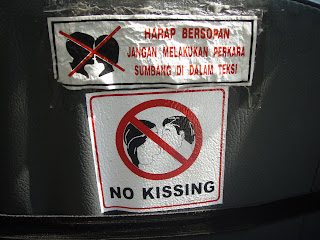 HARAP BERSOPAN
JANGAN MELAKUKAN PERKARA
SUMBANG DI DALAM TEKSI
NO KISSING